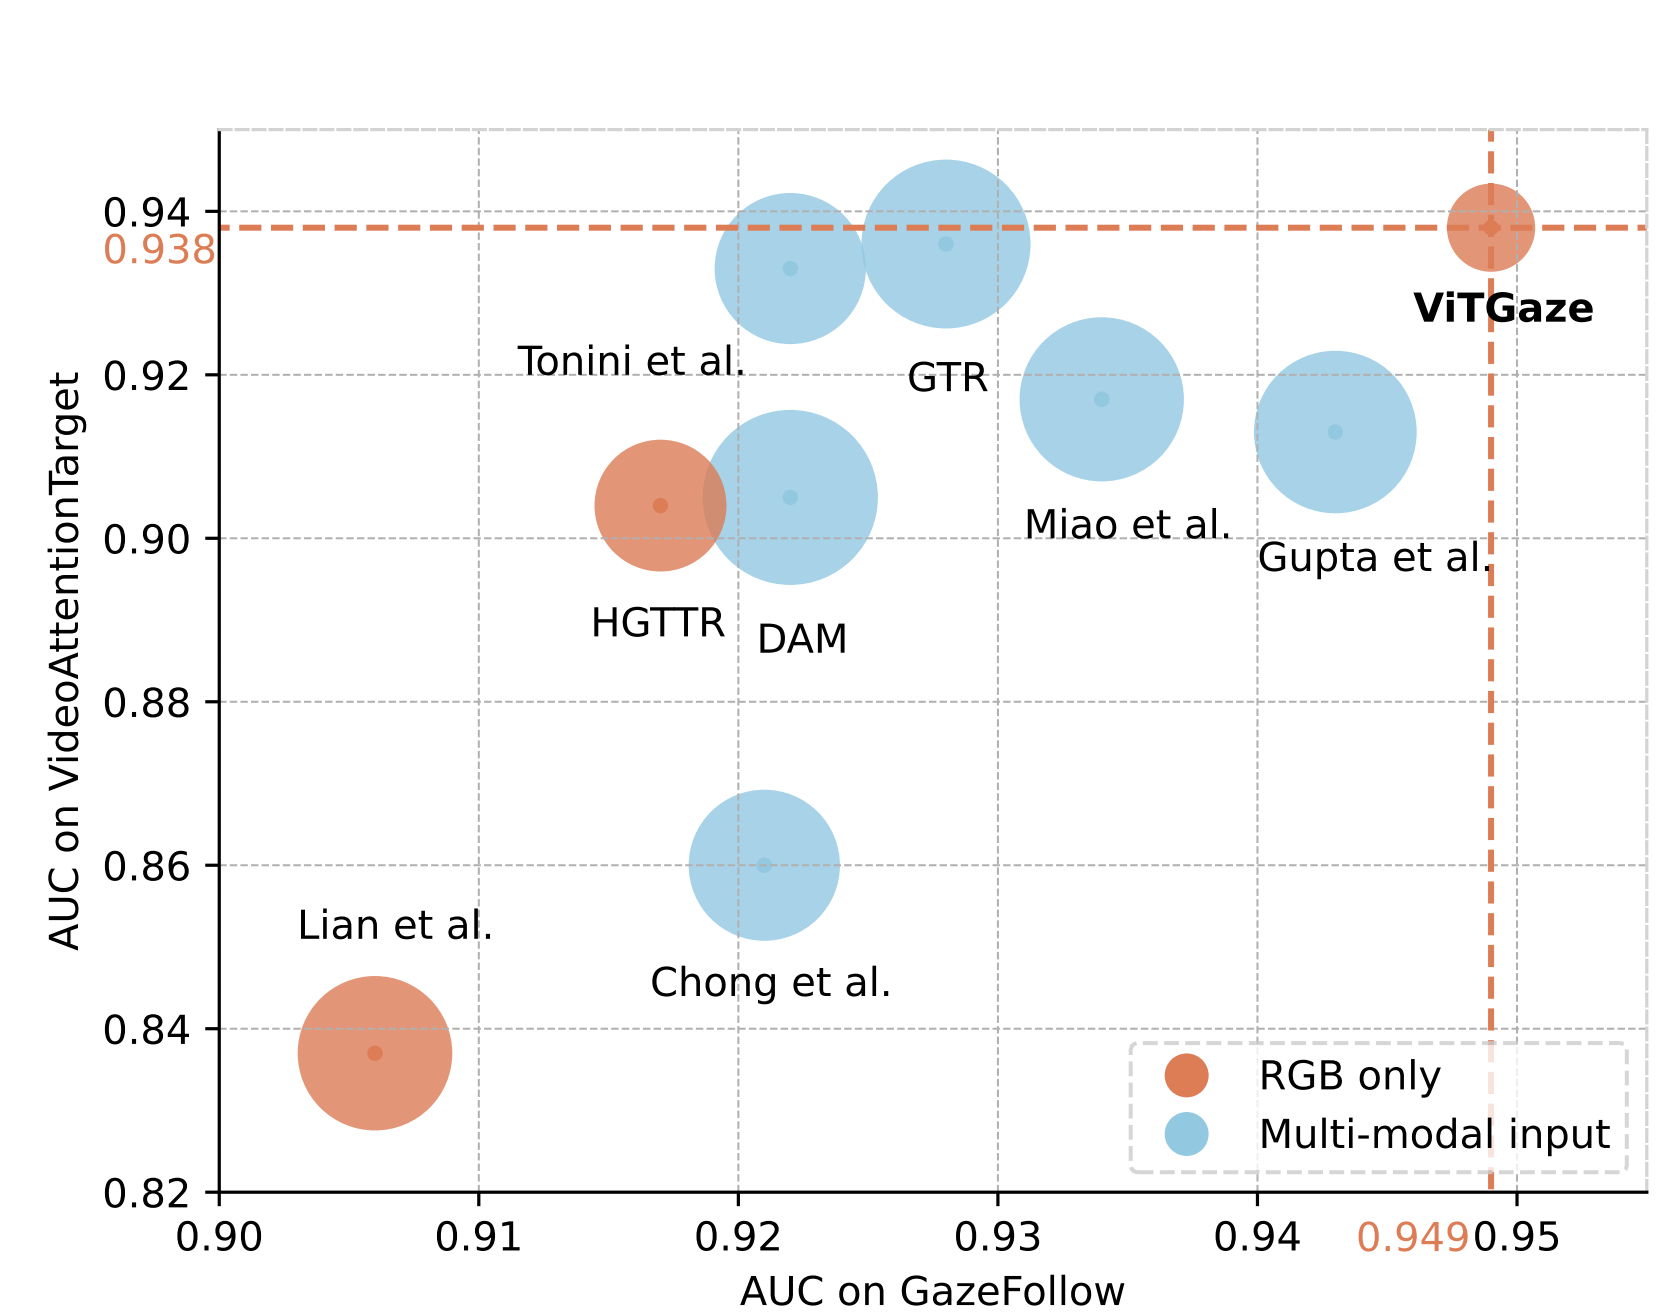 0.94
0.938
ViTGaze
Tonini et al.
0.92
GTR
Miao et al.
0.90
Gupta et al.
HGTTR
DAM
0.88
0.86
Lian et al.
Chong et al.
0.84
0.82
AUC on VideoAttentionTarget
RGB only
Multi-modal input
0.90 0.91 0.92 0.93 0.94 0.949 0.95
AUC on GazeFollow